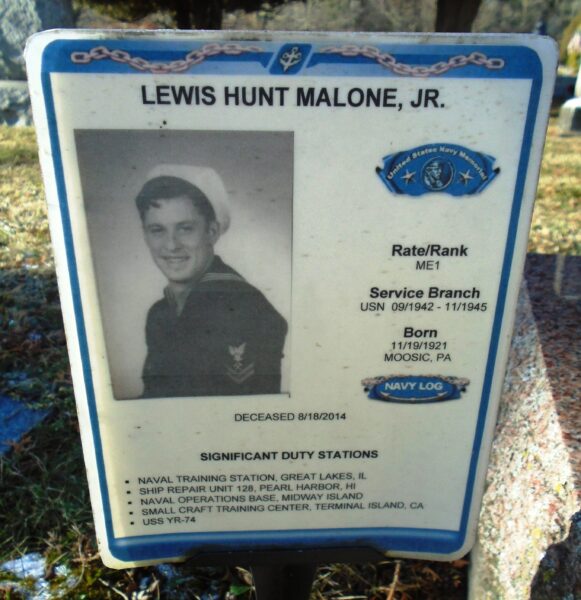 LEWIS HUNT MALONE, JR.
United States Navy Memorial
Rate/Rank
ME1
Service Branch
USN 09/1942 - 11/1945
Born
11/19/1921
MOOSIC, PA
NAVY LOG
DECEASED 8/18/2014
SIGNIFICANT DUTY STATIONS
• NAVAL TRAINING STATION, GREAT LAKES, IL
• SHIP REPAIR UNIT 128, PEARL HARBOR, HI
• NAVAL OPERATIONS BASE, MIDWAY ISLAND
• SMALL CRAFT TRAINING CENTER, TERMINAL ISLAND, CA
• USS YR-74